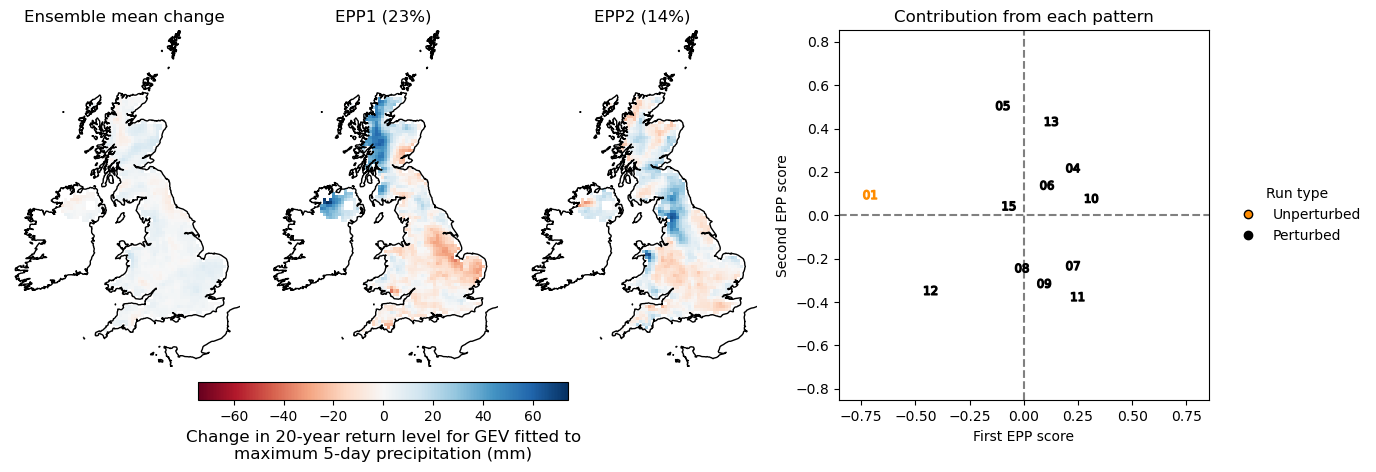 Ensemble mean change
EPP1 (23%)
EPP2 (14%)
−60 −40 −20 0 20 40 60
Change in 20-year return level for GEV fitted to
maximum 5-day precipitation (mm)
Contribution from each pattern
Second EPP score
0.8
0.6
0.4
0.2
0.0
−0.2
−0.4
−0.6
−0.8
05
13
04
06
01
10
15
08
07
09
12
11
−0.75 −0.50 −0.25 0.00 0.25 0.50 0.75
First EPP score
Run type
Unperturbed
Perturbed